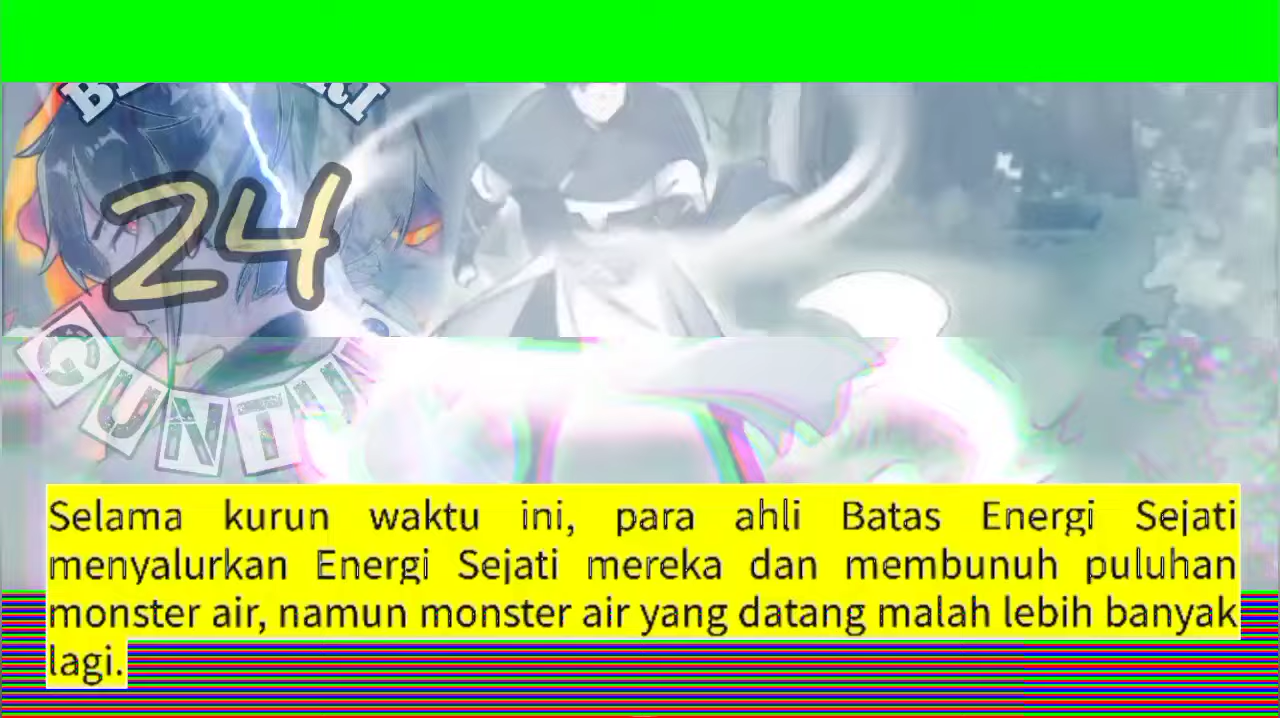 24
Selama kurun waktu ini, para ahli Batas Energi Sejati
menyalurkan Energi Sejati mereka dan membunuh puluhan
monster air, namun monster air yang datang malah lebih banyak
lagi.